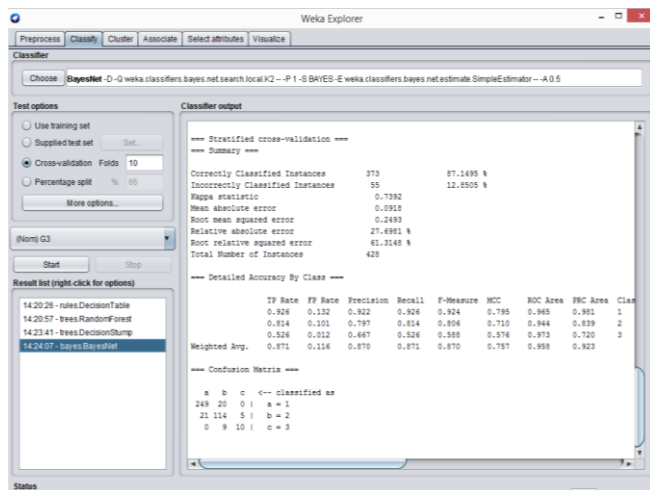 Weka Explorer
Preprocess Classify Cluster Associate Select attributes Visualize
Classifier
Choose BayesNet -D -Q weka.classifiers.bayes.net.search.local.K2 -- -P 1 -S BAYES -E weka.classifiers.bayes.net.estimate.SimpleEstimator -- -A 0.5
Test options
Use training set
Supplied test set Set...
Cross-validation Folds 10
Percentage split % 66
More options...
(Nom) G3
Start Stop
Result list (right-click for options)
14:20:26 - rules.DecisionTable
14:20:57 - trees.RandomForest
14:23:41 - trees.DecisionStump
14:24:07 - bayes.BayesNet
Classifier output
=== Stratified cross-validation ===
=== Summary ===
Correctly Classified Instances 373 87.1495 %
Incorrectly Classified Instances 55 12.8505 %
Kappa statistic 0.7392
Mean absolute error 0.0918
Root mean squared error 0.2493
Relative absolute error 27.6981 %
Root relative squared error 61.3148 %
Total Number of Instances 428
=== Detailed Accuracy By Class ===
TP Rate FP Rate Precision Recall F-Measure MCC ROC Area PRC Area Clas
0.926 0.132 0.922 0.926 0.924 0.795 0.965 0.981 1
0.814 0.101 0.797 0.814 0.806 0.710 0.944 0.839 2
0.526 0.012 0.667 0.526 0.588 0.576 0.973 0.720 3
Weighted Avg. 0.871 0.116 0.870 0.871 0.870 0.757 0.958 0.923
=== Confusion Matrix ===
a b c <-- classified as
249 20 0 | a = 1
21 114 5 | b = 2
0 9 10 | c = 3
Status